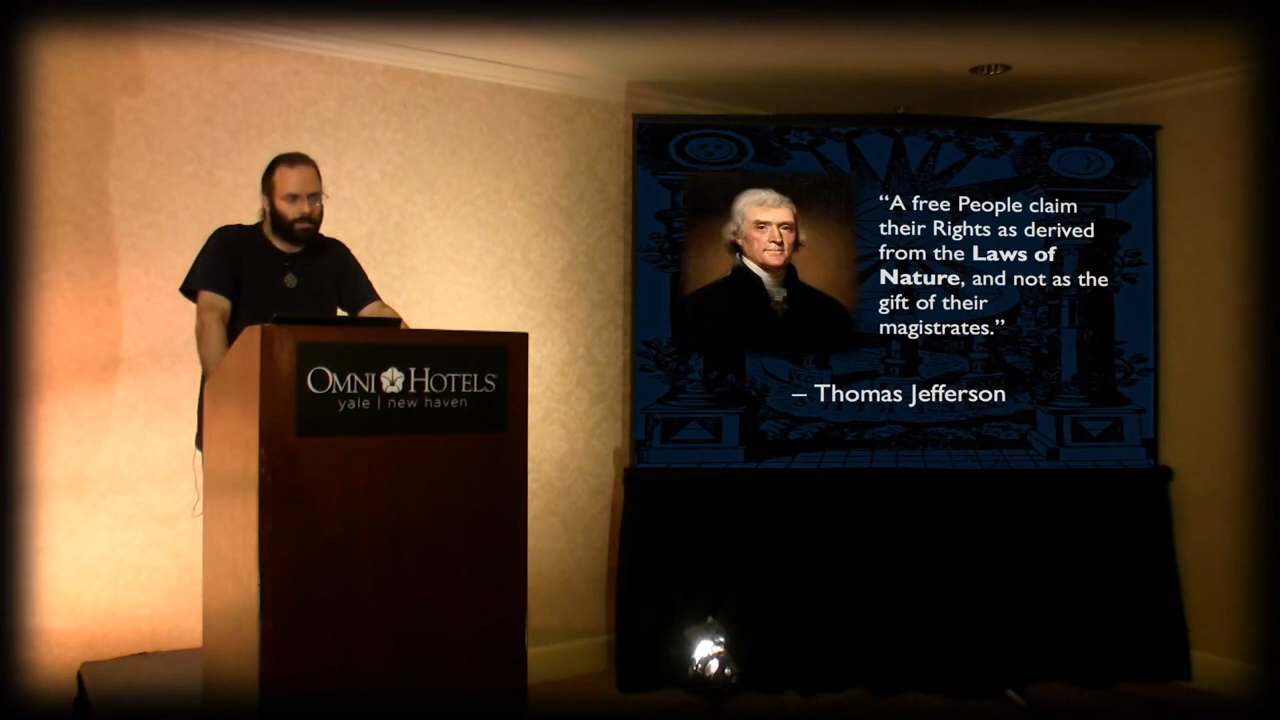 OMNI HOTELS
yale | new haven
“A free People claim
their Rights as derived
from the Laws of
Nature, and not as the
gift of their
magistrates.”
– Thomas Jefferson